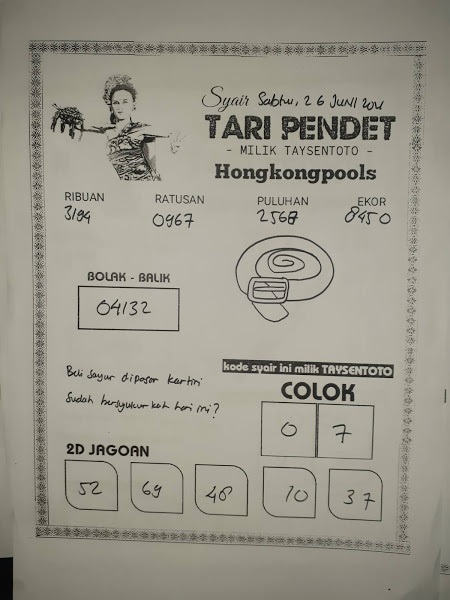 Syair Sabtu, 26 JUNI 2021
TARI PENDET
- MILIK TAYSENTOTO -
Hongkongpools
RIBUAN RATUSAN PULUHAN EKOR
3194 0967 2568 8450
BOLAK - BALIK
04132
kode syair ini milik TAYSENTOTO
Beli sayur dipasar kartini
Sudah bersyukur kah hari ini?
COLOK
0 7
2D JAGOAN
52 69 48 10 37